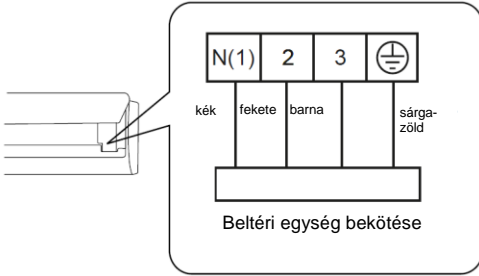 N(1) 2 3
kék fekete barna sárga-
zöld
Beltéri egység bekötése